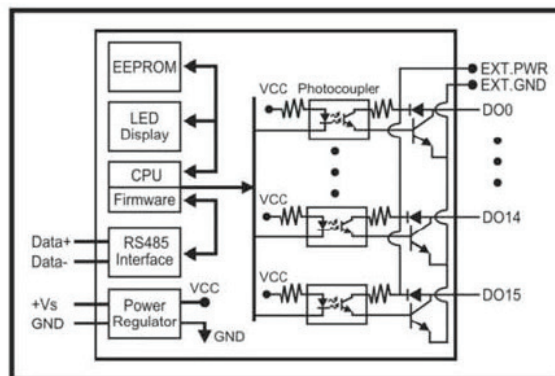 EEPROM
LED
Display
CPU
Firmware
RS485
Interface
Power
Regulator
Data+
Data-
+Vs
GND
VCC
GND
VCC
Photocoupler
EXT.PWR
EXT.GND
DO0
VCC
DO14
VCC
DO15